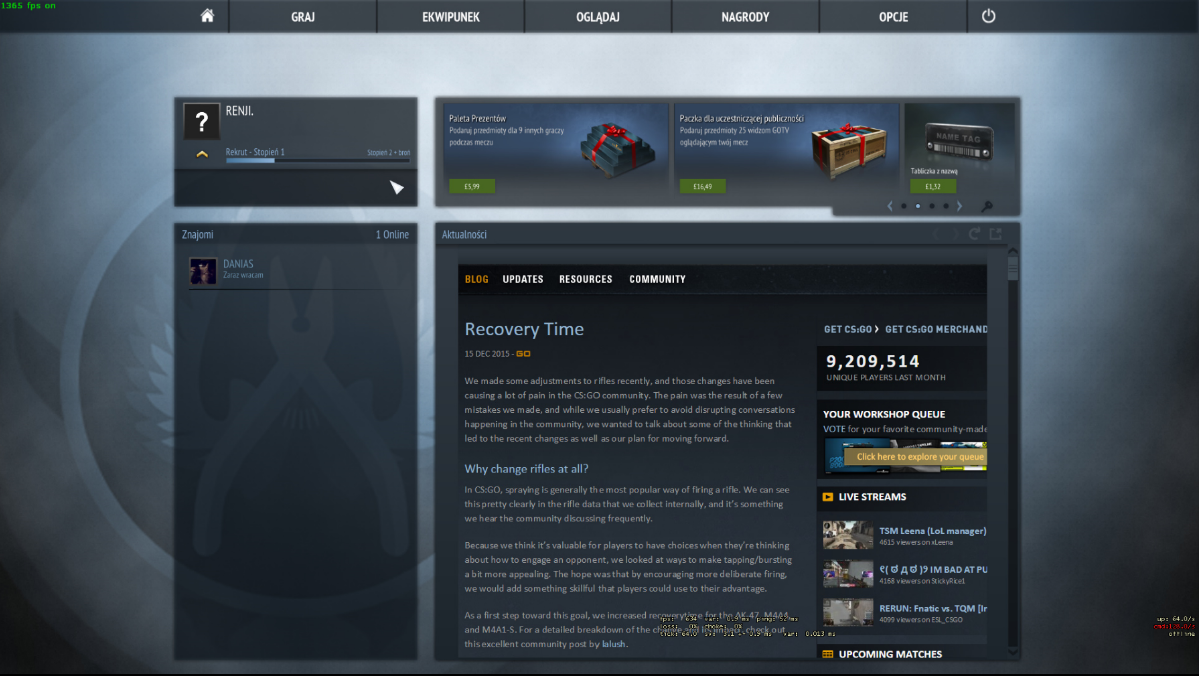 1365 fps on
GRAJ
EKWIPUNEK
OGLĄDAJ
NAGRODY
OPCJE
?
RENJI.
Rekrut - Stopień 1
Stopień 2 + broń
Paleta Prezentów
Podaruj przedmioty dla 9 innych graczy
podczas meczu
£5,99
Paczka dla uczestniczącej publiczności
Podaruj przedmioty 25 widzom GOTV
oglądającym twój mecz
£16,49
NAME TAG
Tabliczka z nazwą
£1,32
Znajomi
1 Online
DANIAS
Zaraz wracam
Aktualności
BLOG
UPDATES
RESOURCES
COMMUNITY
Recovery Time
15 DEC 2015 - GO
We made some adjustments to rifles recently, and those changes have been
causing a lot of pain in the CS:GO community. The pain was the result of a few
mistakes we made, and while we usually prefer to avoid disrupting conversations
happening in the community, we wanted to talk about some of the thinking that
led to the recent changes as well as our plan for moving forward.
Why change rifles at all?
In CS:GO, spraying is generally the most popular way of firing a rifle. We can see
this pretty clearly in the rifle data that we collect internally, and it's something
we hear the community discussing frequently.
Because we think it's valuable for players to have choices when they're thinking
about how to engage an opponent, we looked at ways to make tapping/bursting
a bit more appealing. The hope was that by encouraging more deliberate firing,
we would add something skillful that players could use to their advantage.
As a first step toward this goal, we increased recovery time for the AK-47, M4A4
and M4A1-S. For a detailed breakdown of the check out
this excellent community post by lalush.
GET CS:GO
GET CS:GO MERCHAND
9,209,514
UNIQUE PLAYERS LAST MONTH
YOUR WORKSHOP QUEUE
VOTE for your favorite community-made
Click here to explore your queue
LIVE STREAMS
TSM Leena (LoL manager)
4615 viewers on xLeena
IM BAD AT PU
4168 viewers on StickyRice1
RERUN: Fnatic vs. TQM [Ir
4099 viewers on ESL_CSGO
UPCOMING MATCHES
up: 64.0/s
offline